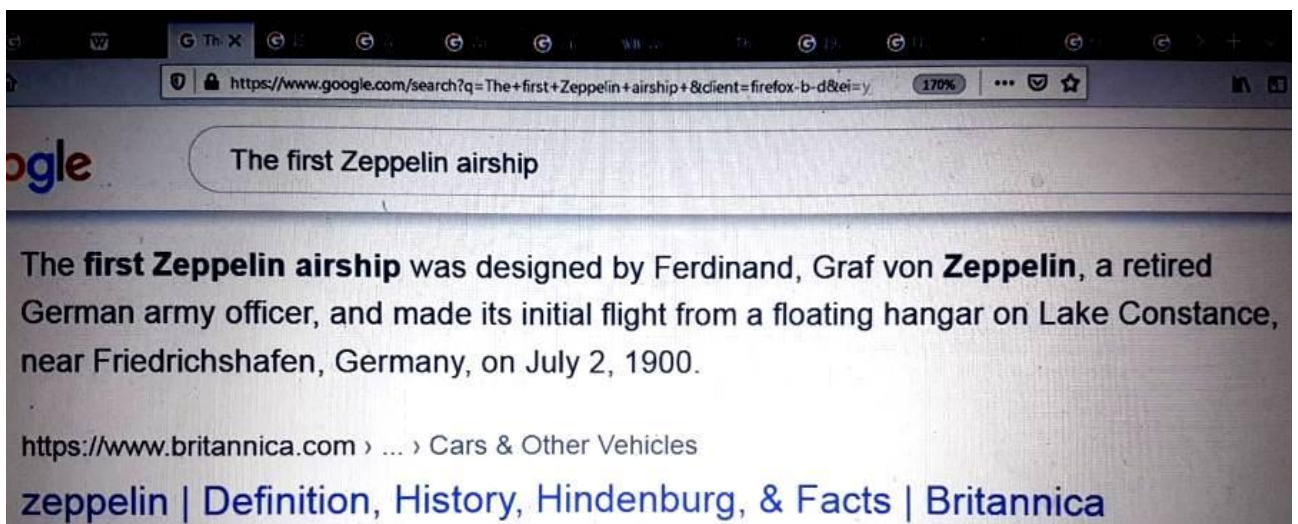 G Th X
https://www.google.com/search?q=The+first+Zeppelin+airship+&client=firefox-b-d&ei=y 170%
ogle The first Zeppelin airship
The first Zeppelin airship was designed by Ferdinand, Graf von Zeppelin, a retired
German army officer, and made its initial flight from a floating hangar on Lake Constance,
near Friedrichshafen, Germany, on July 2, 1900.
https://www.britannica.com › ... › Cars & Other Vehicles
zeppelin | Definition, History, Hindenburg, & Facts | Britannica